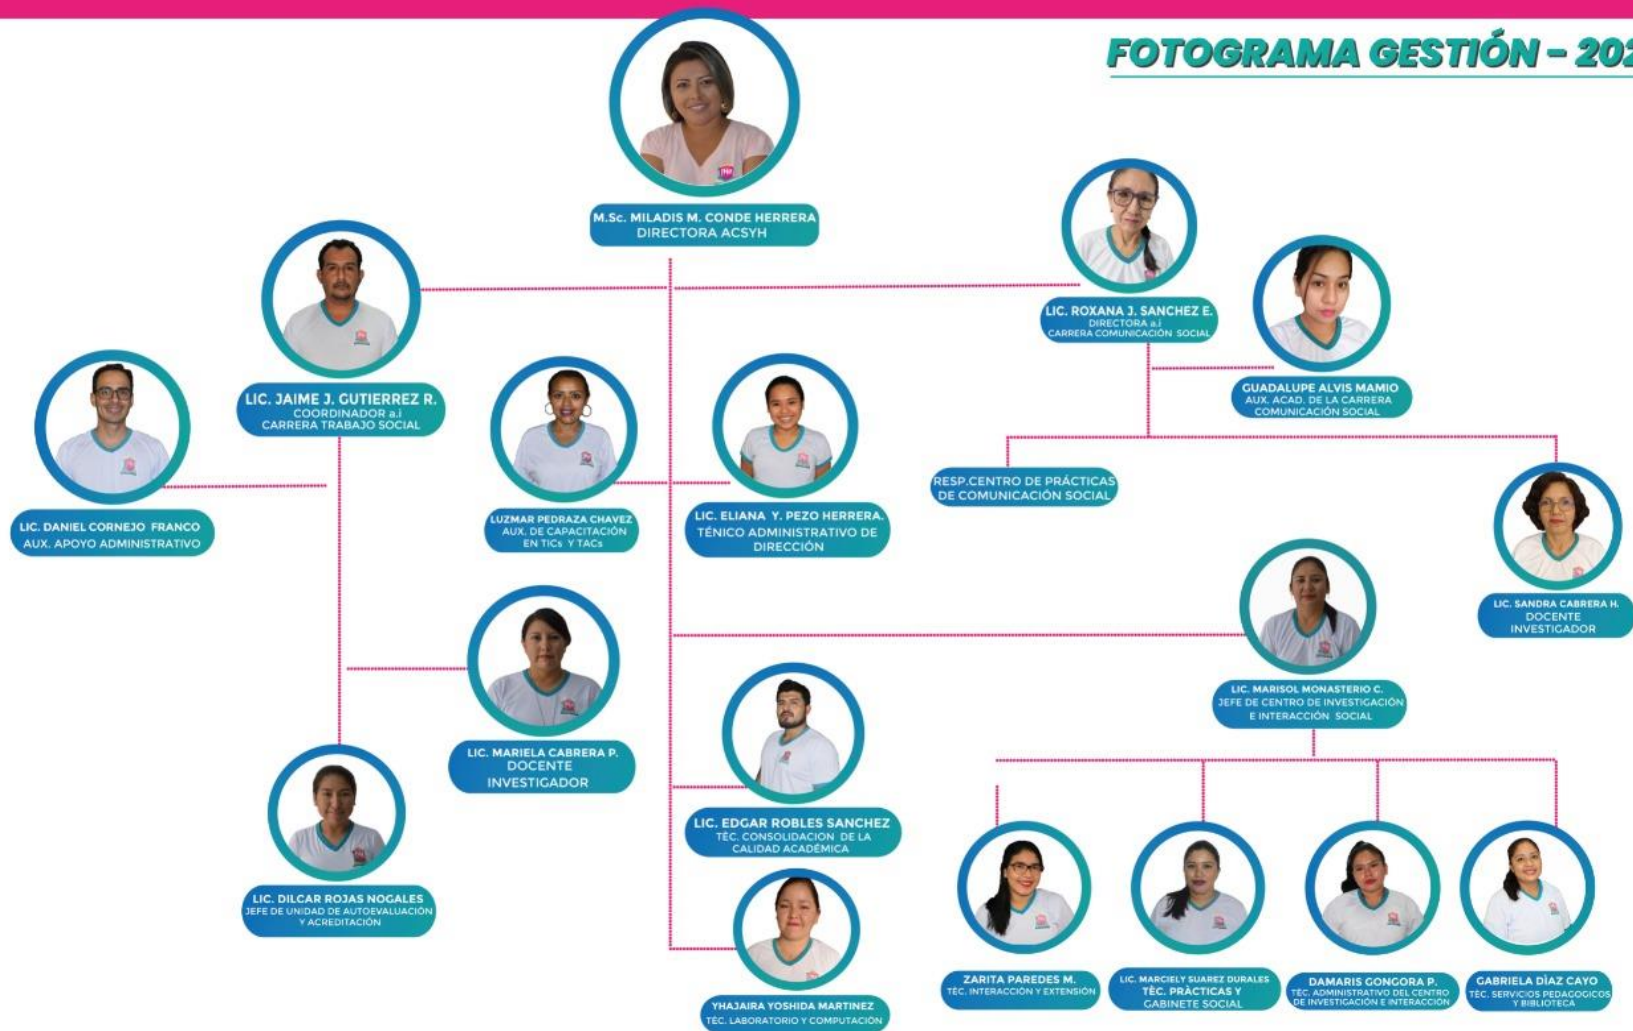 FOTOGRAMA GESTIÓN - 202
M.Sc. MILADIS M. CONDE HERRERA
DIRECTORA ACSYH
LIC. ROXANA J. SANCHEZ E.
DIRECTORA a.i
CARRERA COMUNICACIÓN SOCIAL
GUADALUPE ALVIS MAMIO
AUX. ACAD. DE LA CARRERA
COMUNICACIÓN SOCIAL
LIC. JAIME J. GUTIERREZ R.
COORDINADOR a.i
CARRERA TRABAJO SOCIAL
LIC. DANIEL CORNEJO FRANCO
AUX. APOYO ADMINISTRATIVO
LUZMAR PEDRAZA CHAVEZ
AUX. DE CAPACITACIÓN
EN TICs Y TACs
LIC. ELIANA Y. PEZO HERRERA.
TÉNICO ADMINISTRATIVO DE
DIRECCIÓN
RESP.CENTRO DE PRÁCTICAS
DE COMUNICACIÓN SOCIAL
LIC. SANDRA CABRERA H.
DOCENTE
INVESTIGADOR
LIC. MARISOL MONASTERIO C.
JEFE DE CENTRO DE INVESTIGACIÓN
E INTERACCIÓN SOCIAL
LIC. MARIELA CABRERA P.
DOCENTE
INVESTIGADOR
LIC. EDGAR ROBLES SANCHEZ
TÈC. CONSOLIDACION DE LA
CALIDAD ACADÉMICA
LIC. DILCAR ROJAS NOGALES
JEFE DE UNIDAD DE AUTOEVALUACIÓN
Y ACREDITACIÓN
YHAJAIRA YOSHIDA MARTINEZ
TÈC. LABORATORIO Y COMPUTACIÓN
ZARITA PAREDES M.
TÈC. INTERACCIÓN Y EXTENSIÓN
LIC. MARCIELY SUAREZ DURALES
TÈC. PRÀCTICAS Y
GABINETE SOCIAL
DAMARIS GONGORA P.
TÈC. ADMINISTRATIVO DEL CENTRO
DE INVESTIGACIÓN E INTERACCIÓN
GABRIELA DÌAZ CAYO
TÈC. SERVICIOS PEDAGOGICOS
Y BIBLIOTECA